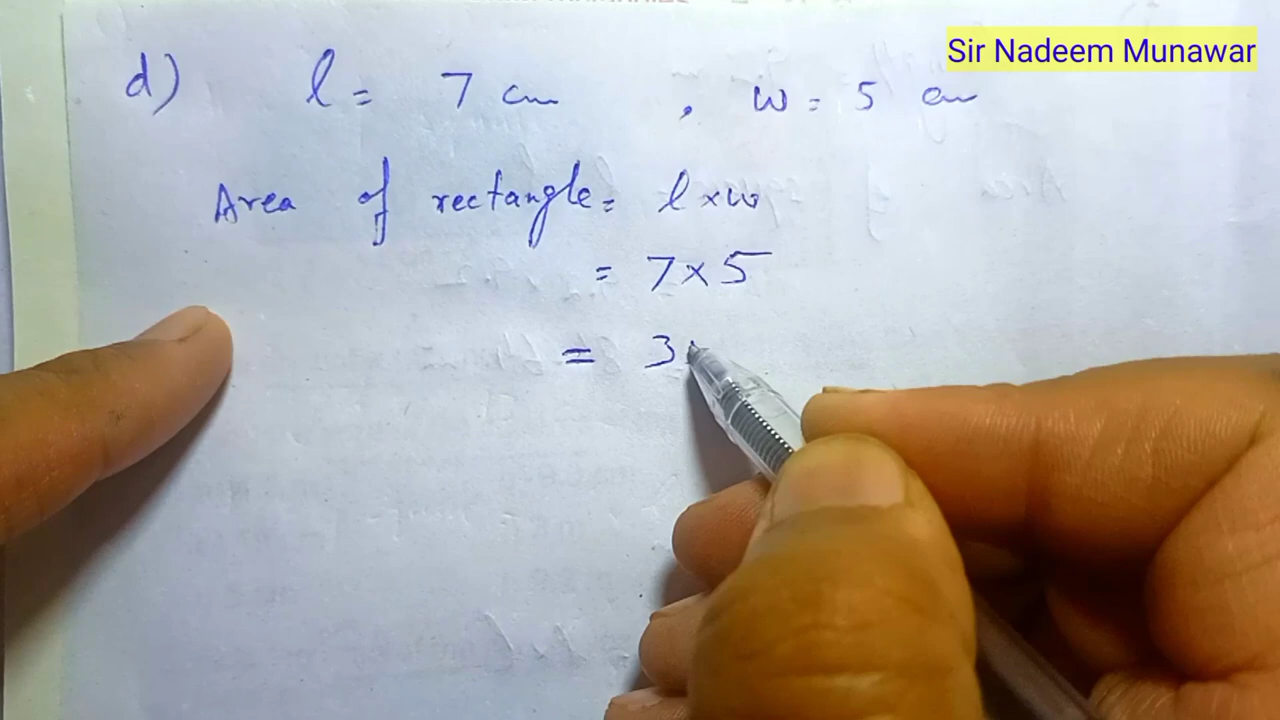 Sir Nadeem Munawar
d) l = 7 cm , w = 5 cm
Area of rectangle = l × w
= 7 × 5
= 3